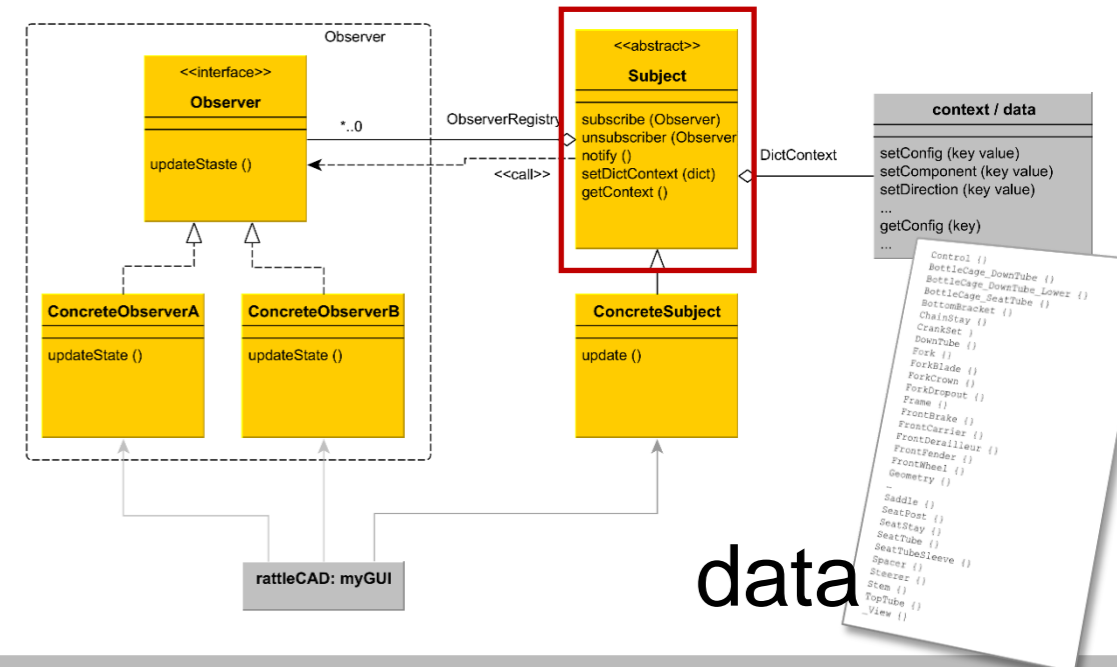 Observer
<<interface>>
Observer
updateStaste ()
*..0
ObserverRegistry
<<call>>
<<abstract>>
Subject
subscribe (Observer)
unsubscriber (Observer
notify ()
setDictContext (dict)
getContext ()
DictContext
context / data
setConfig (key value)
setComponent (key value)
setDirection (key value)
...
getConfig (key)
...
ConcreteObserverA
updateState ()
ConcreteObserverB
updateState ()
ConcreteSubject
update ()
rattleCAD: myGUI
data
Control {}
BottleCage_DownTube {}
BottleCage_DownTube_Lower {}
BottleCage_SeatTube {}
BottomBracket {}
ChainStay {}
CrankSet }
DownTube {}
Fork {}
ForkBlade {}
ForkCrown {}
ForkDropout {}
Frame {}
FrontBrake {}
FrontCarrier {}
FrontDerailleur {}
FrontFender {}
FrontWheel {}
Geometry {}
…
Saddle {}
SeatPost {}
SeatStay {}
SeatTube {}
SeatTubeSleeve {}
Spacer {}
Steerer {}
Stem {}
TopTube {}
_View {}